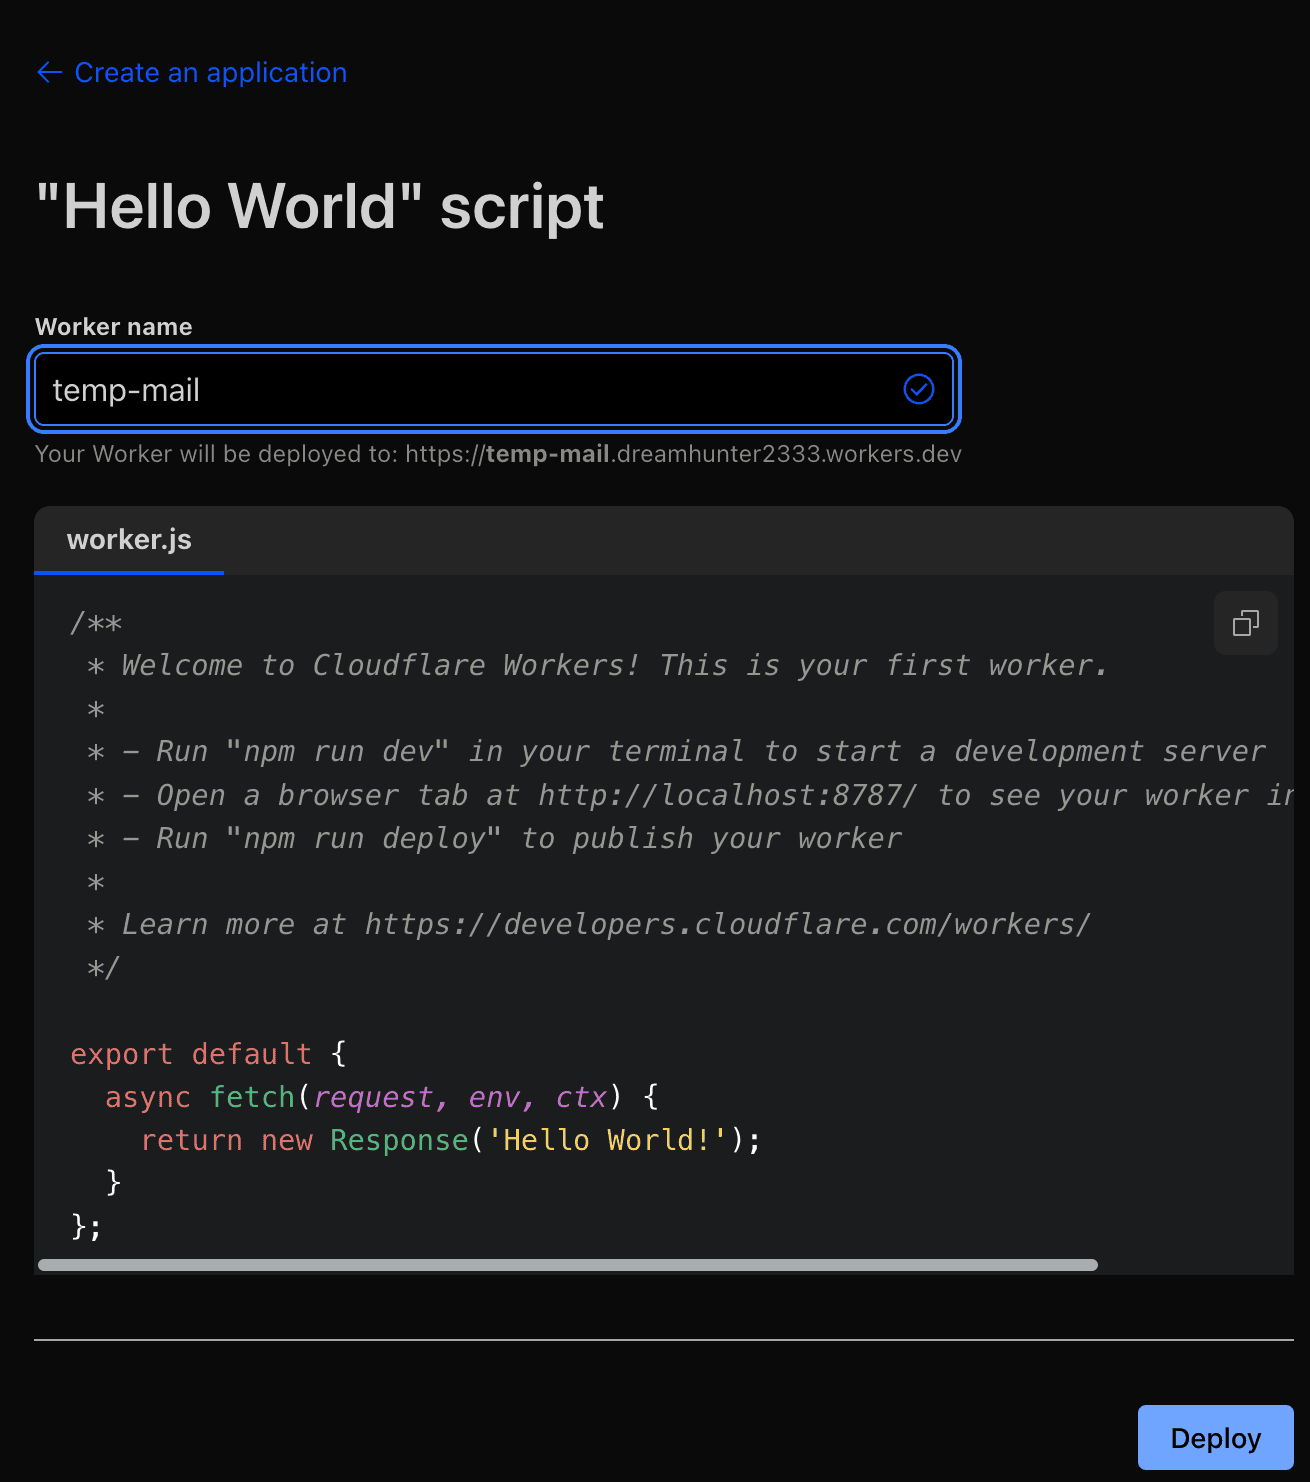 ← Create an application
"Hello World" script
Worker name
temp-mail
Your Worker will be deployed to: https://temp-mail.dreamhunter2333.workers.dev
worker.js
/**
 * Welcome to Cloudflare Workers! This is your first worker.
 *
 * - Run "npm run dev" in your terminal to start a development server
 * - Open a browser tab at http://localhost:8787/ to see your worker in
 * - Run "npm run deploy" to publish your worker
 *
 * Learn more at https://developers.cloudflare.com/workers/
 */
export default {
  async fetch(request, env, ctx) {
    return new Response('Hello World!');
  }
};
Deploy